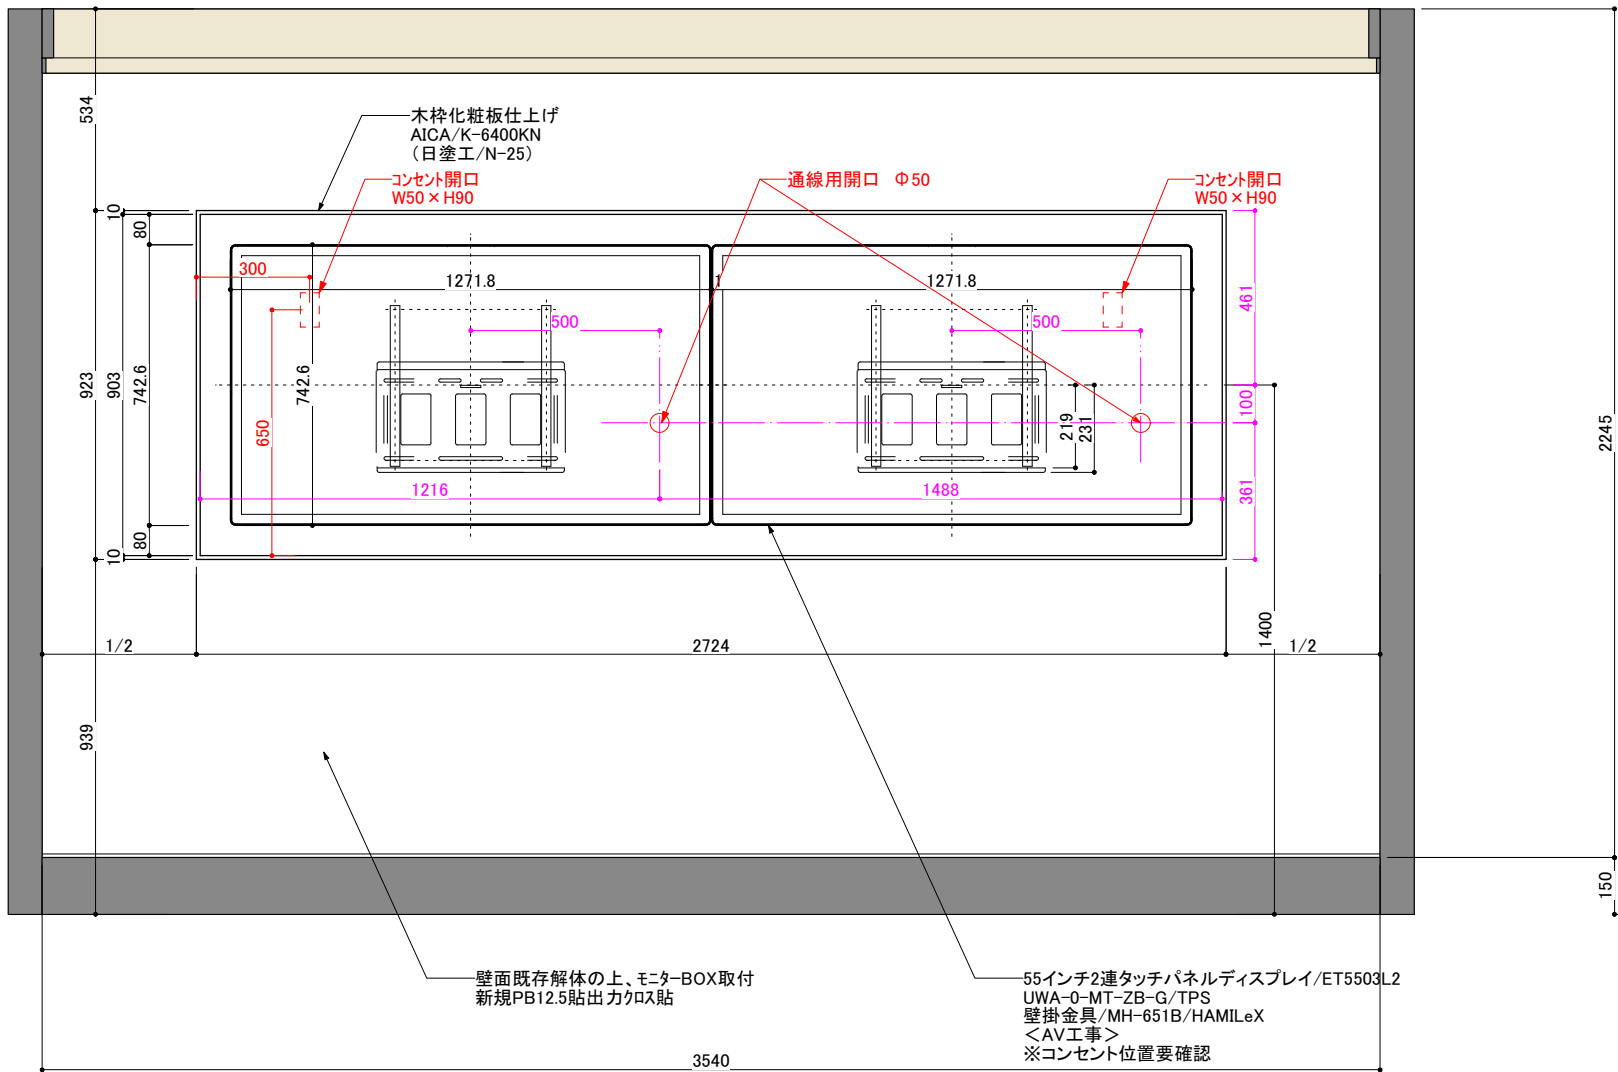 木枠化粧板仕上げ
AICA/K-6400KN
（日塗工/N-25）
コンセント開口
W50×H90
通線用開口　Φ50
コンセント開口
W50×H90
534
10
80
923
903
742.6
80
10
939
300
650
742.6
1271.8
1
1271.8
500
500
1216
1488
219
231
461
100
361
1400
2245
150
1/2
2724
1/2
壁面既存解体の上、モニターBOX取付
新規PB12.5貼出力クロス貼
55インチ2連タッチパネルディスプレイ/ET5503L2
UWA-0-MT-ZB-G/TPS
壁掛金具/MH-651B/HAMILeX
＜AV工事＞
※コンセント位置要確認
3540